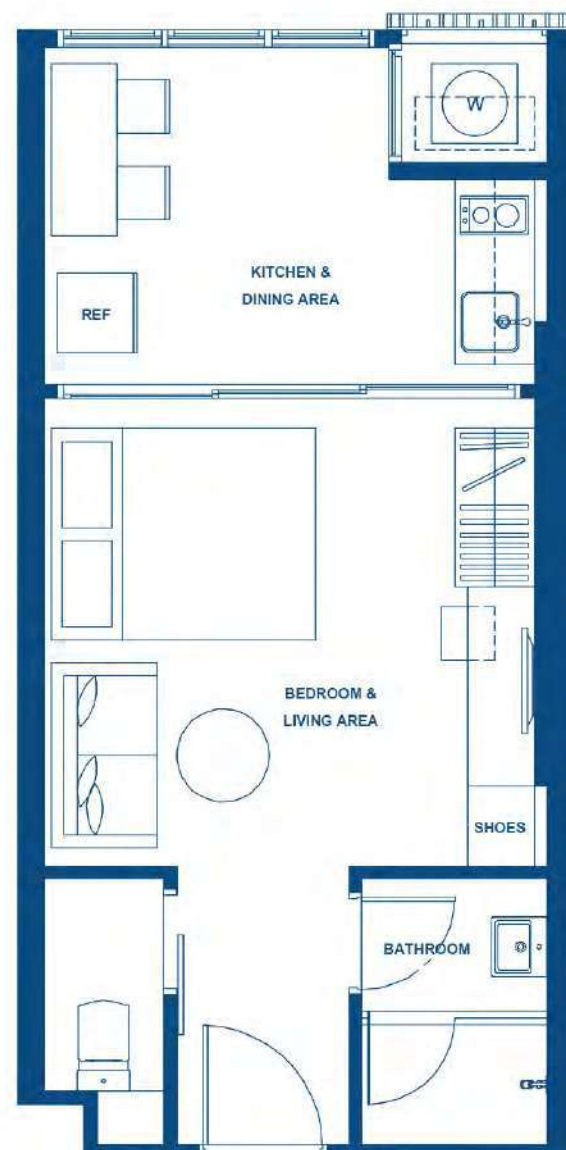 W
KITCHEN &
DINING AREA
REF
BEDROOM &
LIVING AREA
SHOES
BATHROOM